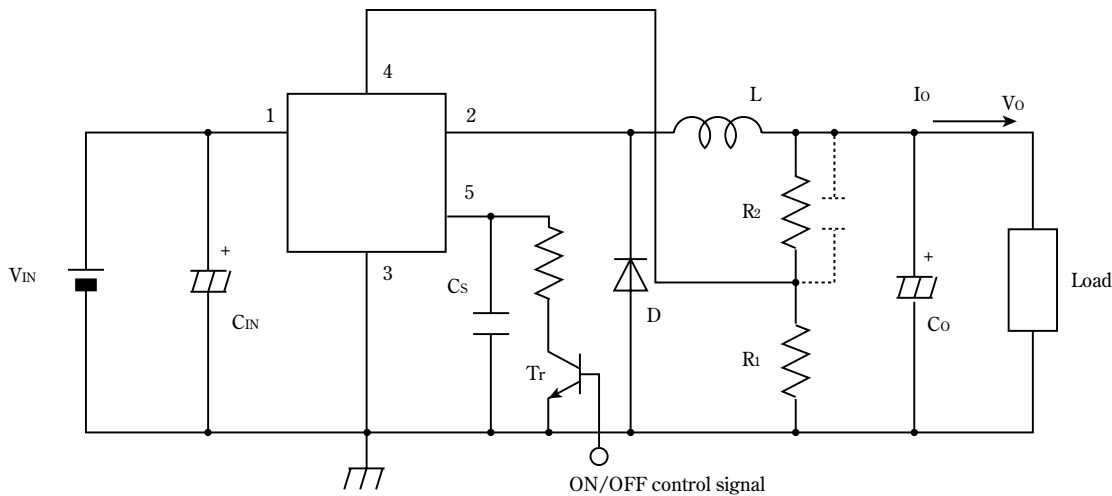 4
L
IO
VO
1
2
R2
5
+
+
VIN
3
CS
Load
CIN
D
CO
Tr
R1
ON/OFF control signal